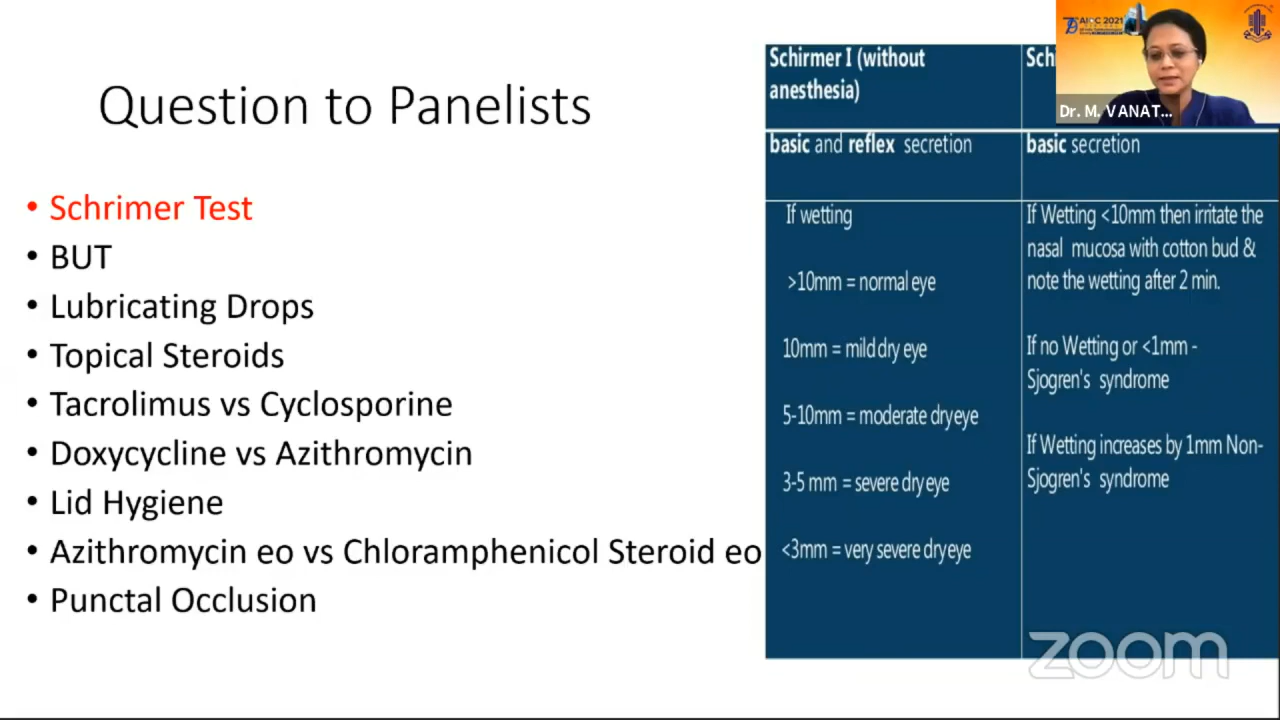 Question to Panelists
• Schrimer Test
• BUT
• Lubricating Drops
• Topical Steroids
• Tacrolimus vs Cyclosporine
• Doxycycline vs Azithromycin
• Lid Hygiene
• Azithromycin eo vs Chloramphenicol Steroid eo
• Punctal Occlusion
Schirmer I (without
anesthesia)
basic and reflex secretion
If wetting
>10mm = normal eye
10mm = mild dry eye
5-10mm = moderate dry eye
3-5 mm = severe dry eye
<3mm = very severe dry eye
Schi
basic secretion
If Wetting <10mm then irritate the
nasal mucosa with cotton bud &
note the wetting after 2 min.
If no Wetting or <1mm -
Sjogren's syndrome
If Wetting increases by 1mm Non-
Sjogren's syndrome
AIOC 2021
Dr. M. VANAT...
zoom